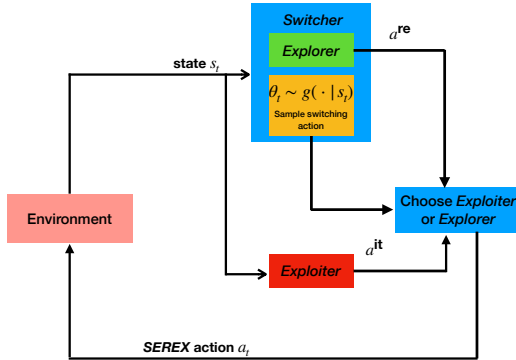 Switcher
Explorer
a^re
state s_t
θ_t ∼ g( · | s_t)
Sample switching
action
Environment
Choose Exploiter
or Explorer
a^it
Exploiter
SEREX action a_t